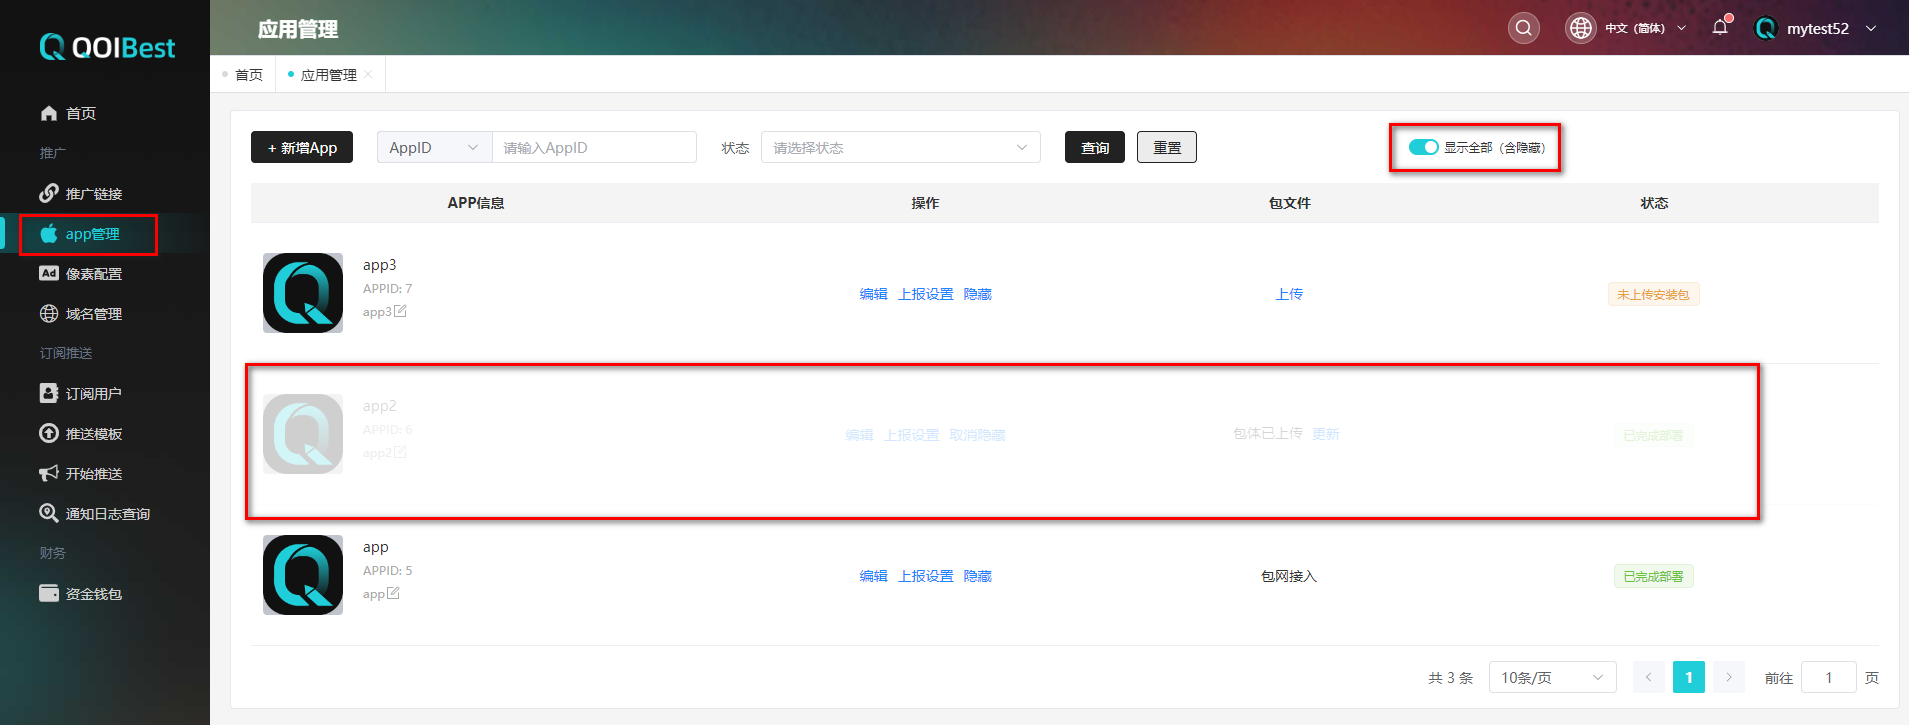 QOIBest
应用管理
中文（简体）
mytest52
首页
应用管理
首页
推广
推广链接
app管理
Ad 像素配置
域名管理
订阅推送
订阅用户
推送模板
开始推送
通知日志查询
财务
资金钱包
+ 新增App
AppID
请输入AppID
状态
请选择状态
查询
重置
显示全部（含隐藏）
APP信息 操作 包文件 状态
app3
APPID: 7
app3
编辑 上报设置 隐藏
上传
未上传安装包
app2
APPID: 6
app2
编辑 上报设置 取消隐藏
包体已上传 更新
已完成部署
app
APPID: 5
app
编辑 上报设置 隐藏
包网接入
已完成部署
共 3 条 10条/页 1 前往 1 页